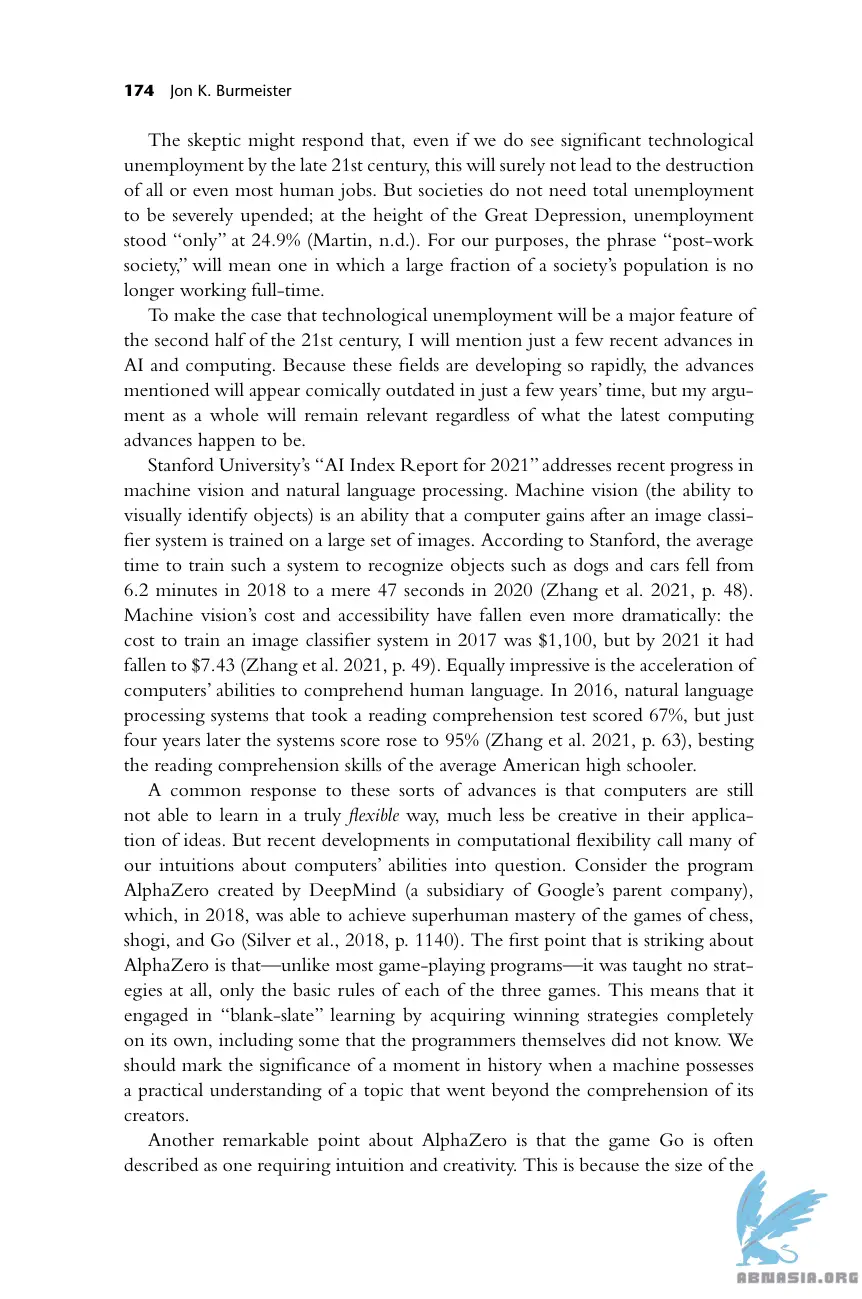 174 Jon K. Burmeister
The skeptic might respond that, even if we do see significant technological
unemployment by the late 21st century, this will surely not lead to the destruction
of all or even most human jobs. But societies do not need total unemployment
to be severely upended; at the height of the Great Depression, unemployment
stood “only” at 24.9% (Martin, n.d.). For our purposes, the phrase “post-work
society,” will mean one in which a large fraction of a society’s population is no
longer working full-time.
To make the case that technological unemployment will be a major feature of
the second half of the 21st century, I will mention just a few recent advances in
AI and computing. Because these fields are developing so rapidly, the advances
mentioned will appear comically outdated in just a few years’ time, but my argu-
ment as a whole will remain relevant regardless of what the latest computing
advances happen to be.
Stanford University’s “AI Index Report for 2021” addresses recent progress in
machine vision and natural language processing. Machine vision (the ability to
visually identify objects) is an ability that a computer gains after an image classi-
fier system is trained on a large set of images. According to Stanford, the average
time to train such a system to recognize objects such as dogs and cars fell from
6.2 minutes in 2018 to a mere 47 seconds in 2020 (Zhang et al. 2021, p. 48).
Machine vision’s cost and accessibility have fallen even more dramatically: the
cost to train an image classifier system in 2017 was $1,100, but by 2021 it had
fallen to $7.43 (Zhang et al. 2021, p. 49). Equally impressive is the acceleration of
computers’ abilities to comprehend human language. In 2016, natural language
processing systems that took a reading comprehension test scored 67%, but just
four years later the systems score rose to 95% (Zhang et al. 2021, p. 63), besting
the reading comprehension skills of the average American high schooler.
A common response to these sorts of advances is that computers are still
not able to learn in a truly flexible way, much less be creative in their applica-
tion of ideas. But recent developments in computational flexibility call many of
our intuitions about computers’ abilities into question. Consider the program
AlphaZero created by DeepMind (a subsidiary of Google’s parent company),
which, in 2018, was able to achieve superhuman mastery of the games of chess,
shogi, and Go (Silver et al., 2018, p. 1140). The first point that is striking about
AlphaZero is that—unlike most game-playing programs—it was taught no strat-
egies at all, only the basic rules of each of the three games. This means that it
engaged in “blank-slate” learning by acquiring winning strategies completely
on its own, including some that the programmers themselves did not know. We
should mark the significance of a moment in history when a machine possesses
a practical understanding of a topic that went beyond the comprehension of its
creators.
Another remarkable point about AlphaZero is that the game Go is often
described as one requiring intuition and creativity. This is because the size of the
ABNASIA.ORG